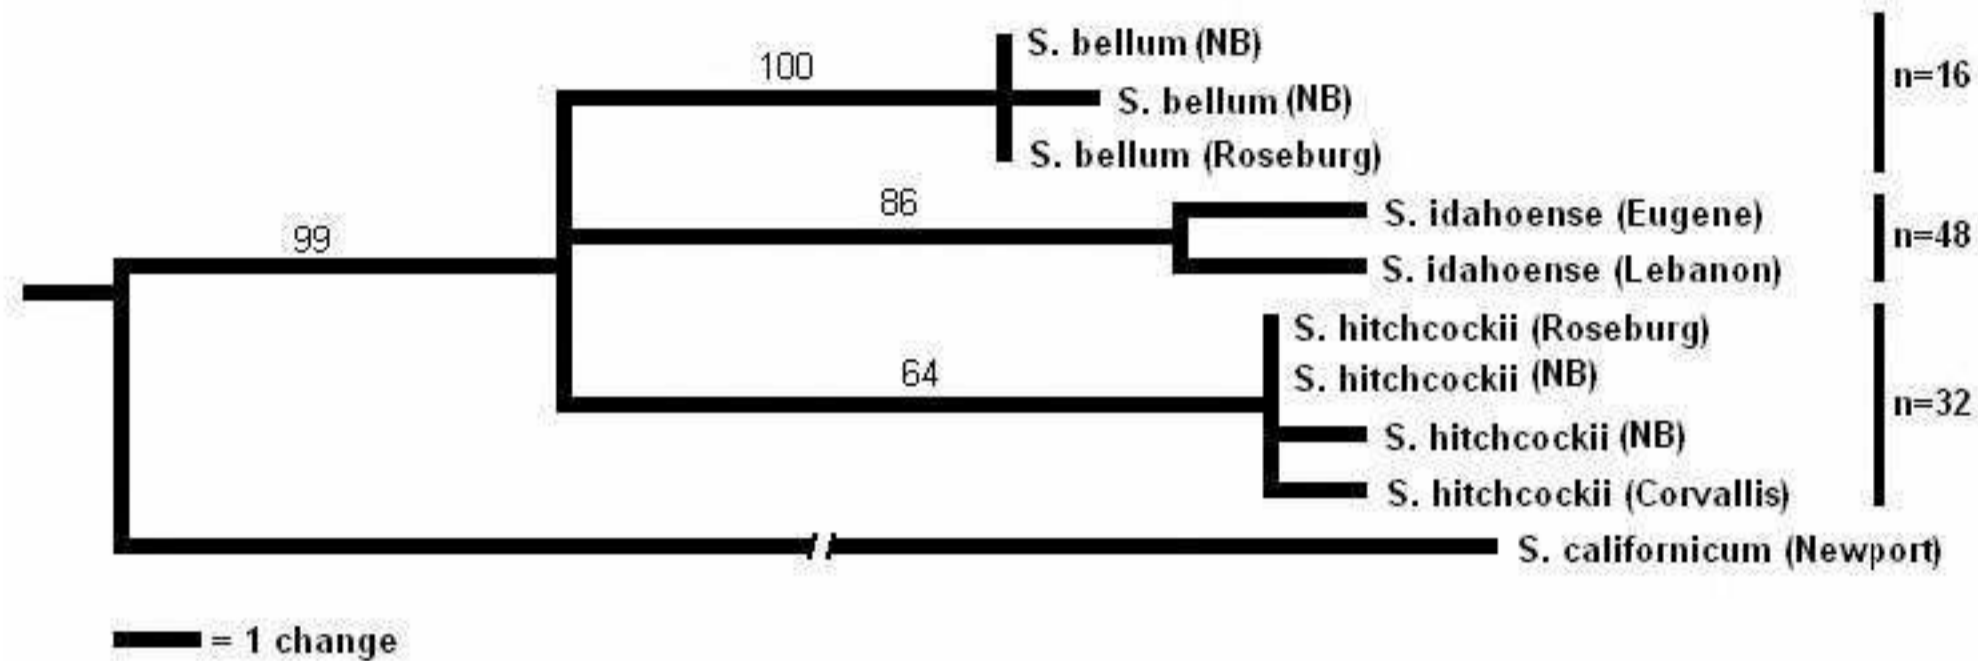 S. bellum (NB)
100
n=16
S. bellum (NB)
S. bellum (Roseburg)
86
S. idahoense (Eugene)
n=48
99
S. idahoense (Lebanon)
S. hitchcockii (Roseburg)
64
S. hitchcockii (NB)
n=32
S. hitchcockii (NB)
S. hitchcockii (Corvallis)
S. californicum (Newport)
= 1 change